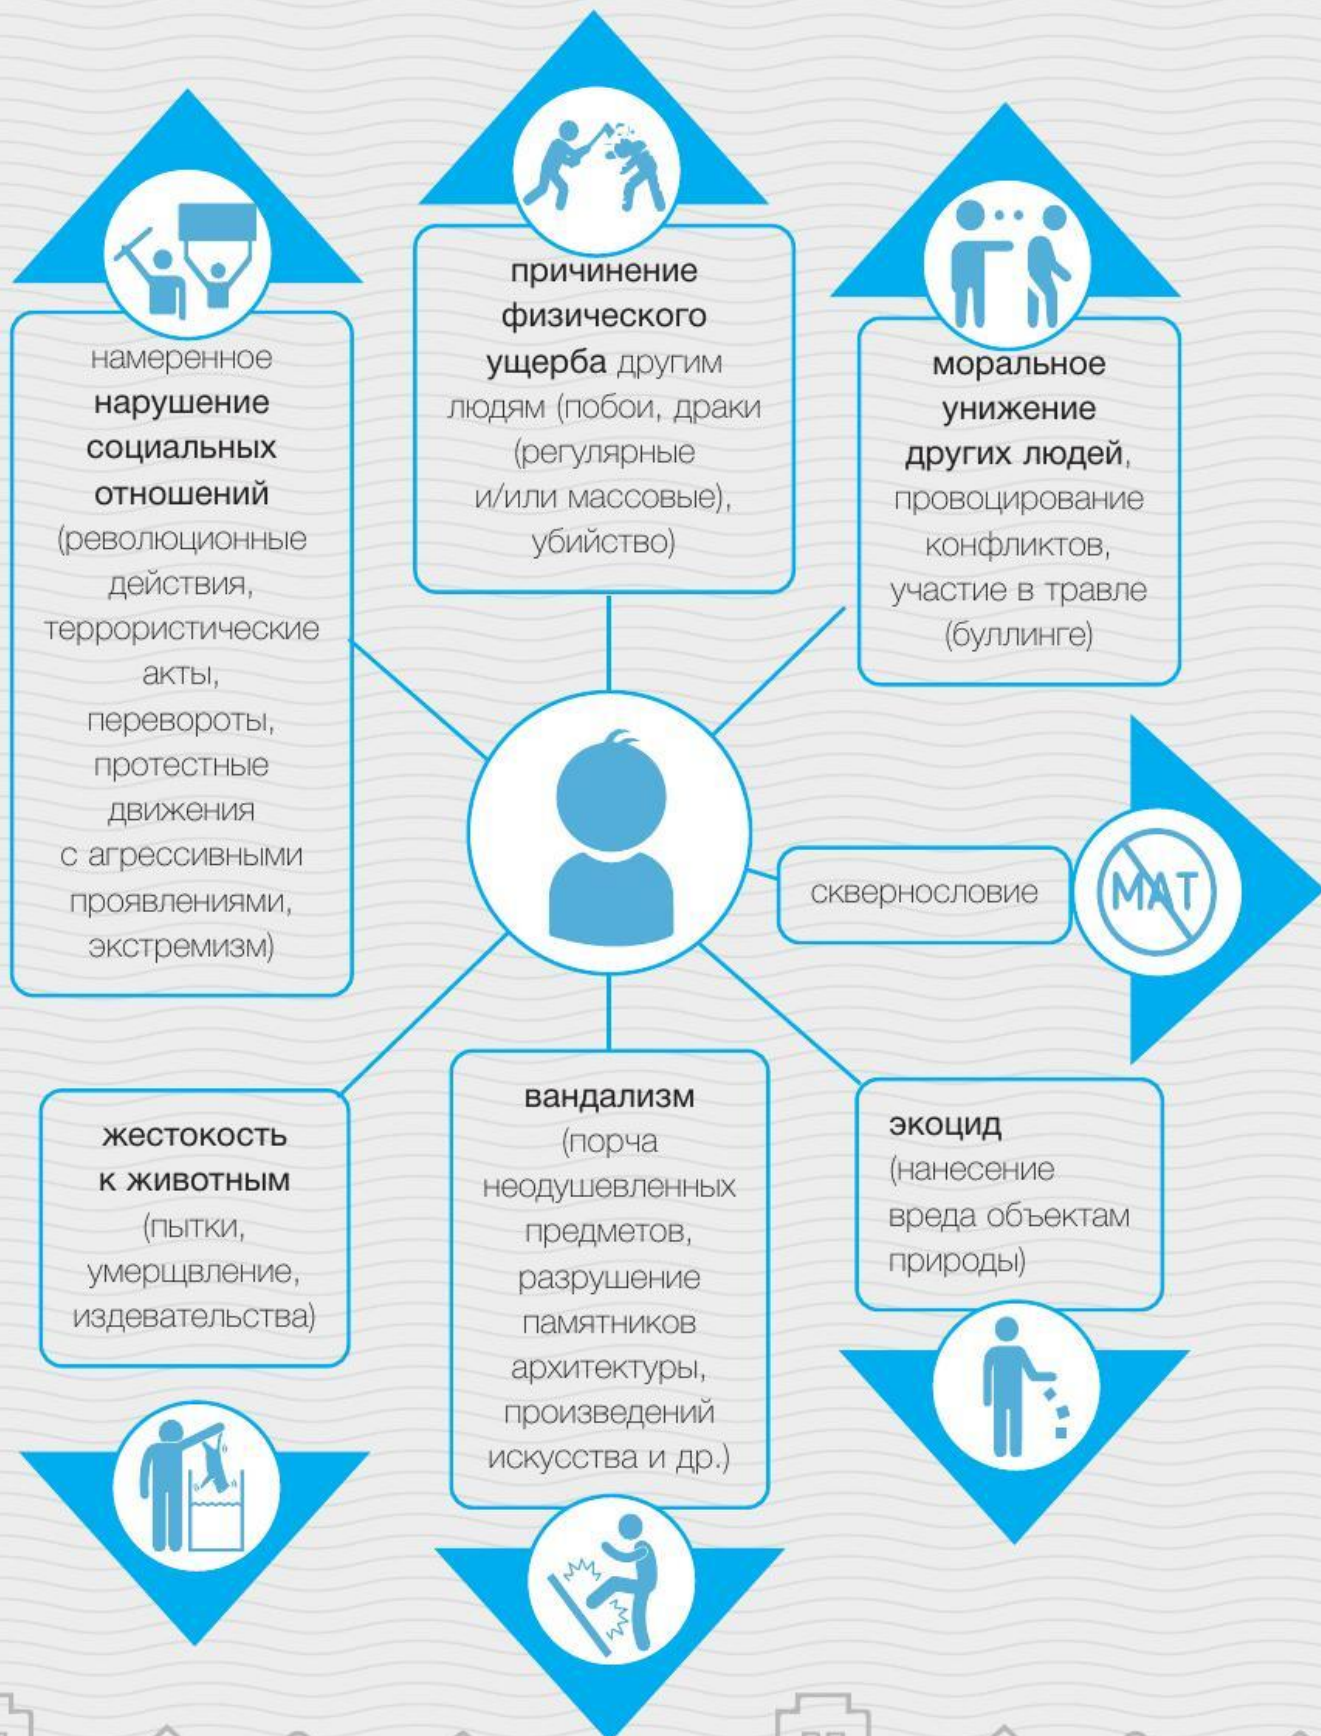 намеренное
нарушение
социальных
отношений
(революционные
действия,
террористические
акты,
перевороты,
протестные
движения
с агрессивными
проявлениями,
экстремизм)
причинение
физического
ущерба другим
людям (побои, драки
(регулярные
и/или массовые),
убийство)
моральное
унижение
других людей,
провоцирование
конфликтов,
участие в травле
(буллинге)
сквернословие
МАТ
жестокость
к животным
(пытки,
умерщвление,
издевательства)
вандализм
(порча
неодушевленных
предметов,
разрушение
памятников
архитектуры,
произведений
искусства и др.)
экоцид
(нанесение
вреда объектам
природы)